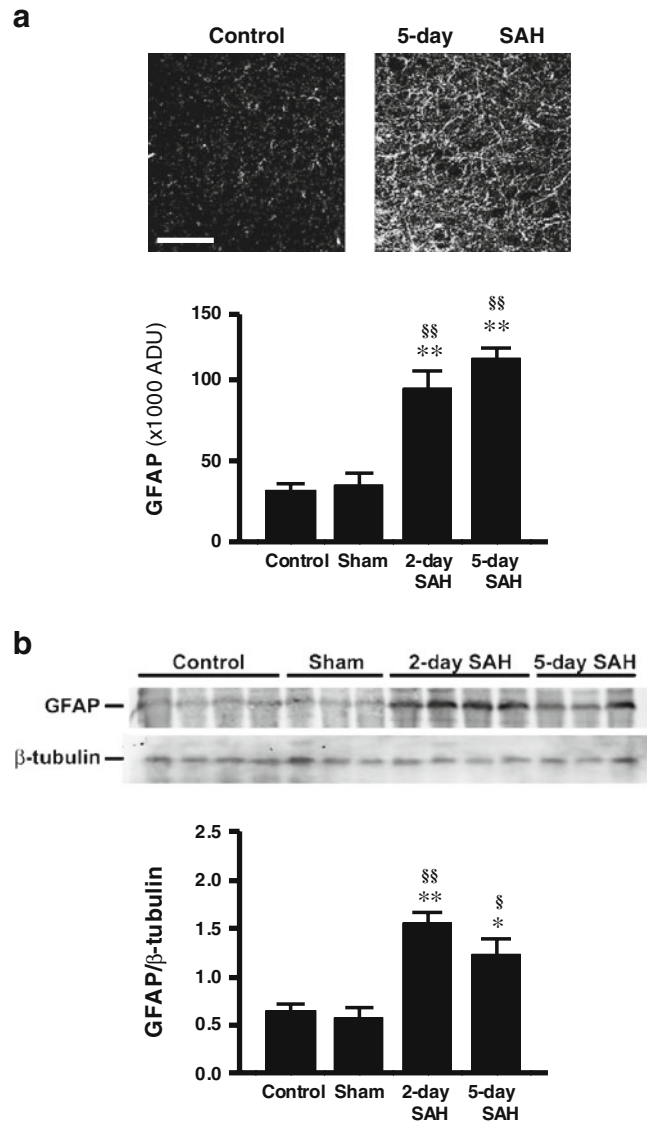 a
Control 5-day SAH
GFAP (x1000 ADU)
150
100
50
0
§§
**
§§
**
Control Sham 2-day SAH 5-day SAH
b
Control Sham 2-day SAH 5-day SAH
GFAP
β-tubulin
GFAP/β-tubulin
2.5
2.0
1.5
1.0
0.5
0.0
§§
**
§
*
Control Sham 2-day SAH 5-day SAH